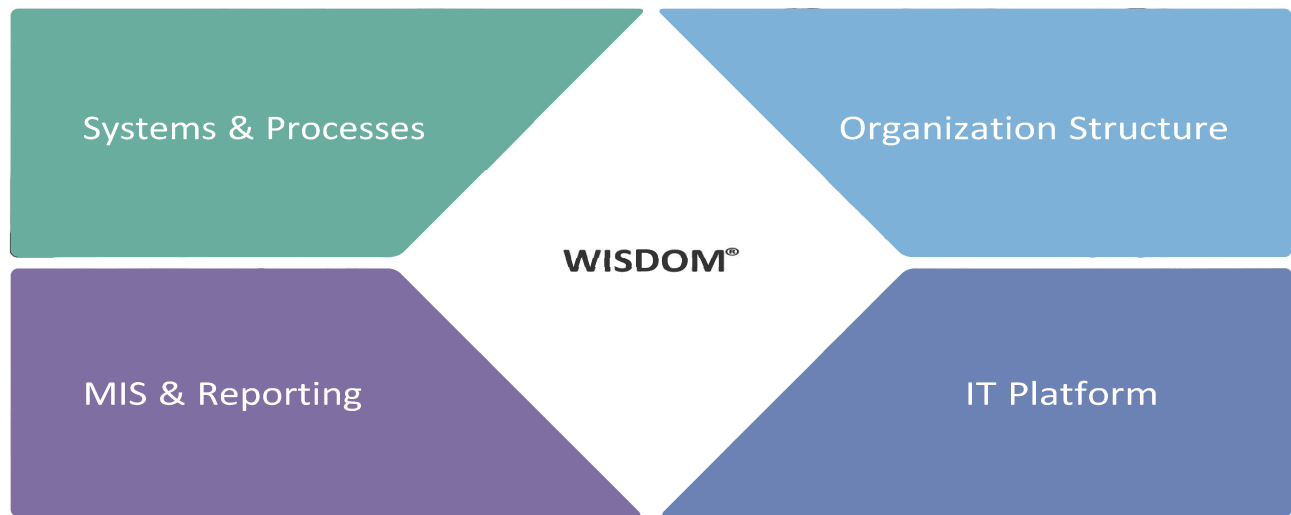 Systems & Processes
Organization Structure
WISDOM®
MIS & Reporting
IT Platform